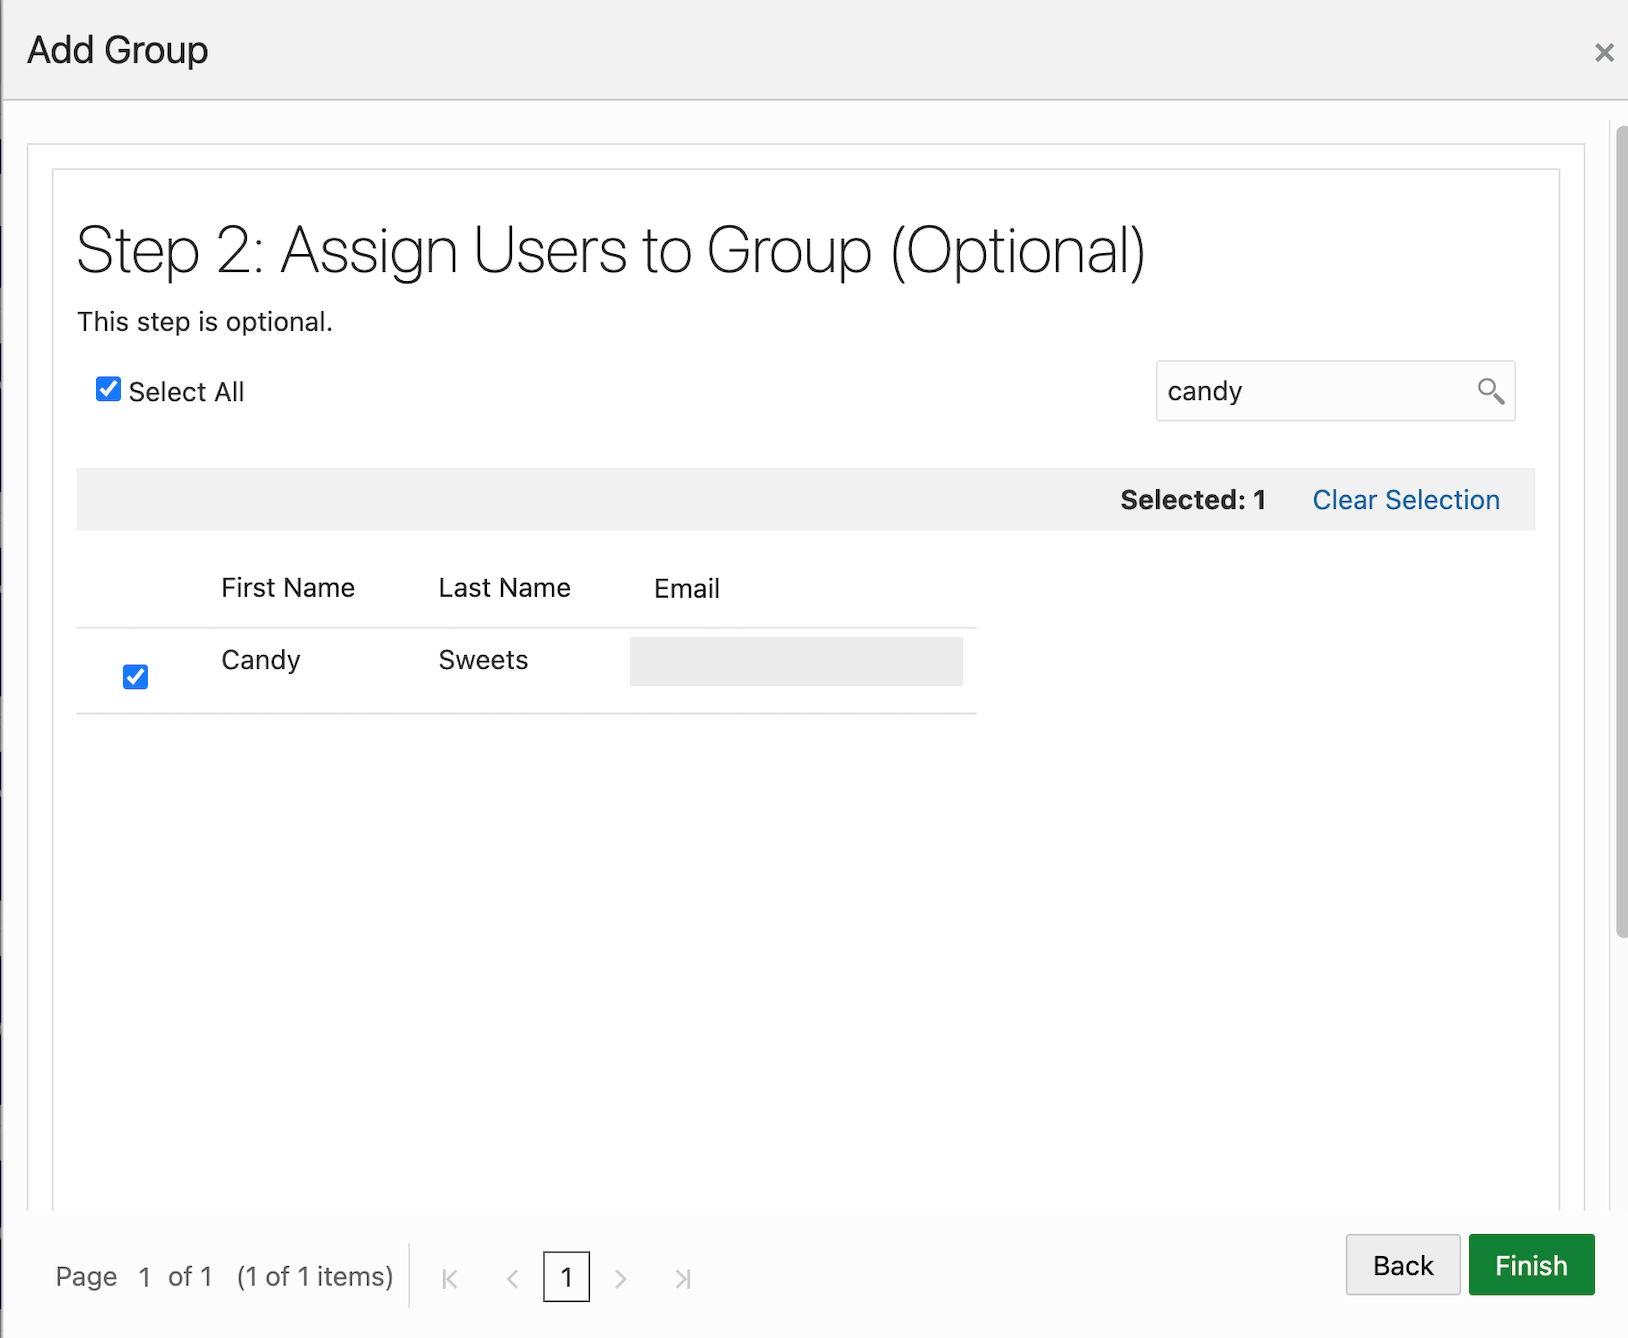 Add Group
Step 2: Assign Users to Group (Optional)
This step is optional.
Select All
candy
Selected: 1 Clear Selection
First Name Last Name Email
Candy Sweets
Page 1 of 1 (1 of 1 items) 1
Back Finish